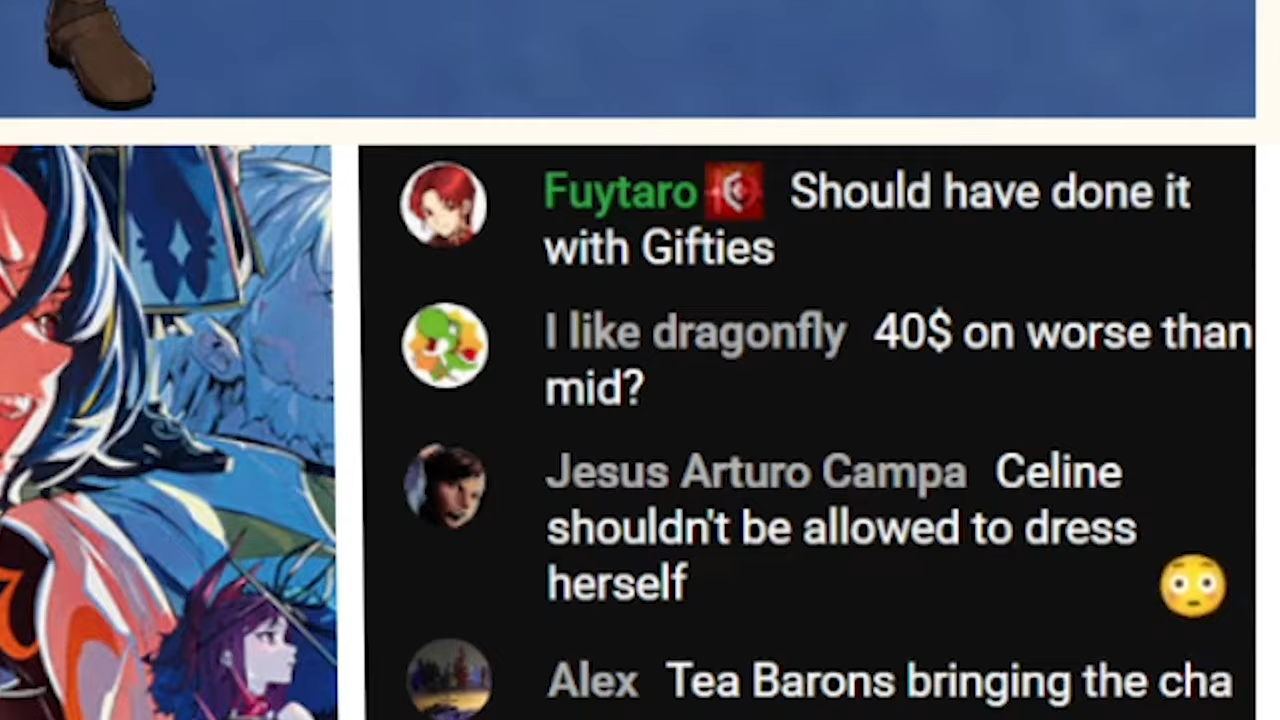 Fuytaro Should have done it
with Gifties
I like dragonfly 40$ on worse than
mid?
Jesus Arturo Campa Celine
shouldn't be allowed to dress
herself
Alex Tea Barons bringing the cha